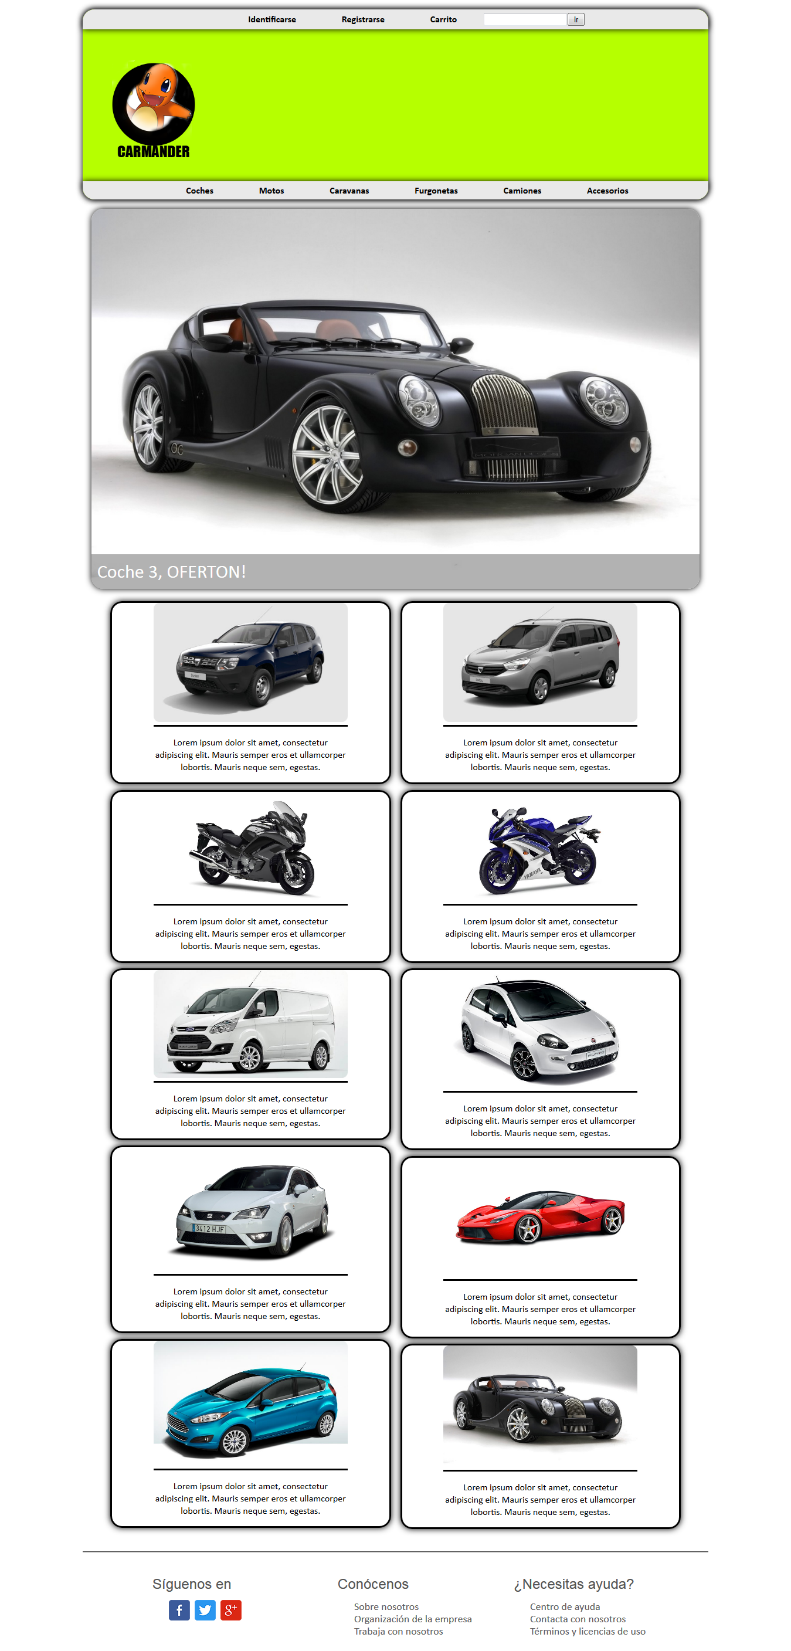 Identificarse Registrarse Carrito Ir
CARMANDER
Coches Motos Caravanas Furgonetas Camiones Accesorios
Coche 3, OFERTON!
Lorem ipsum dolor sit amet, consectetur
adipiscing elit. Mauris semper eros et ullamcorper
lobortis. Mauris neque sem, egestas.
Lorem ipsum dolor sit amet, consectetur
adipiscing elit. Mauris semper eros et ullamcorper
lobortis. Mauris neque sem, egestas.
Lorem ipsum dolor sit amet, consectetur
adipiscing elit. Mauris semper eros et ullamcorper
lobortis. Mauris neque sem, egestas.
Lorem ipsum dolor sit amet, consectetur
adipiscing elit. Mauris semper eros et ullamcorper
lobortis. Mauris neque sem, egestas.
Lorem ipsum dolor sit amet, consectetur
adipiscing elit. Mauris semper eros et ullamcorper
lobortis. Mauris neque sem, egestas.
Lorem ipsum dolor sit amet, consectetur
adipiscing elit. Mauris semper eros et ullamcorper
lobortis. Mauris neque sem, egestas.
3412 HJF
Lorem ipsum dolor sit amet, consectetur
adipiscing elit. Mauris semper eros et ullamcorper
lobortis. Mauris neque sem, egestas.
Lorem ipsum dolor sit amet, consectetur
adipiscing elit. Mauris semper eros et ullamcorper
lobortis. Mauris neque sem, egestas.
Lorem ipsum dolor sit amet, consectetur
adipiscing elit. Mauris semper eros et ullamcorper
lobortis. Mauris neque sem, egestas.
Lorem ipsum dolor sit amet, consectetur
adipiscing elit. Mauris semper eros et ullamcorper
lobortis. Mauris neque sem, egestas.
Síguenos en
Conócenos
Sobre nosotros
Organización de la empresa
Trabaja con nosotros
¿Necesitas ayuda?
Centro de ayuda
Contacta con nosotros
Términos y licencias de uso